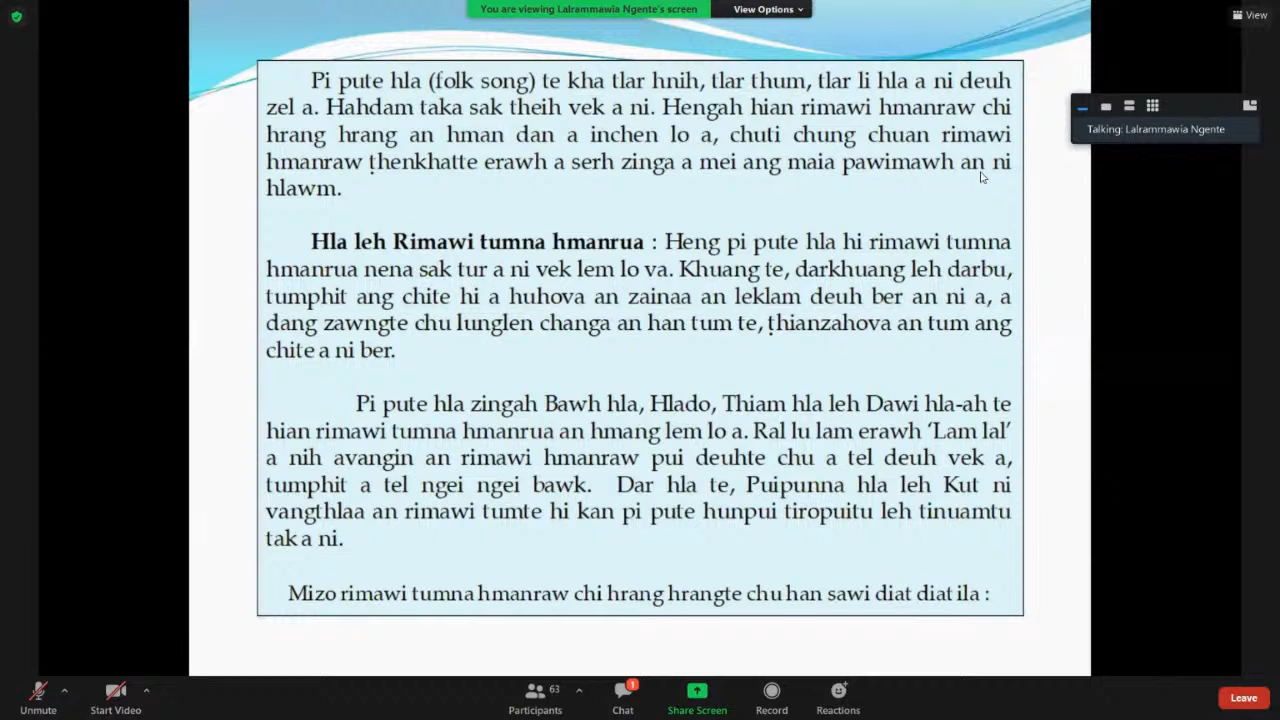 You are viewing Lalrammawia Ngente's screen
View Options
View
Pi pute hla (folk song) te kha tlar hnih, tlar thum, tlar li hla a ni deuh
zel a. Hahdam taka sak theih vek a ni. Hengah hian rimawi hmanraw chi
hrang hrang an hman dan a inchen lo a, chuti chung chuan rimawi
hmanraw ṭhenkhatte erawh a serh zinga a mei ang maia pawimawh an ni
hlawm.
Talking: Lalrammawia Ngente
Hla leh Rimawi tumna hmanrua : Heng pi pute hla hi rimawi tumna
hmanrua nena sak tur a ni vek lem lo va. Khuang te, darkhuang leh darbu,
tumphit ang chite hi a huhova an zainaa an leklam deuh ber an ni a, a
dang zawngte chu lunglen changa an han tum te, ṭhianzahova an tum ang
chite a ni ber.
Pi pute hla zingah Bawh hla, Hlado, Thiam hla leh Dawi hla-ah te
hian rimawi tumna hmanrua an hmang lem lo a. Ral lu lam erawh ‘Lam lal’
a nih avangin an rimawi hmanraw pui deuhte chu a tel deuh vek a,
tumphit a tel ngei ngei bawk. Dar hla te, Puipunna hla leh Kut ni
vangthlaa an rimawi tumte hi kan pi pute hunpui tiropuitu leh tinuamtu
tak a ni.
Mizo rimawi tumna hmanraw chi hrang hrangte chu han sawi diat diat ila :
Unmute
Start Video
63
Participants
1
Chat
Share Screen
Record
Reactions
Leave